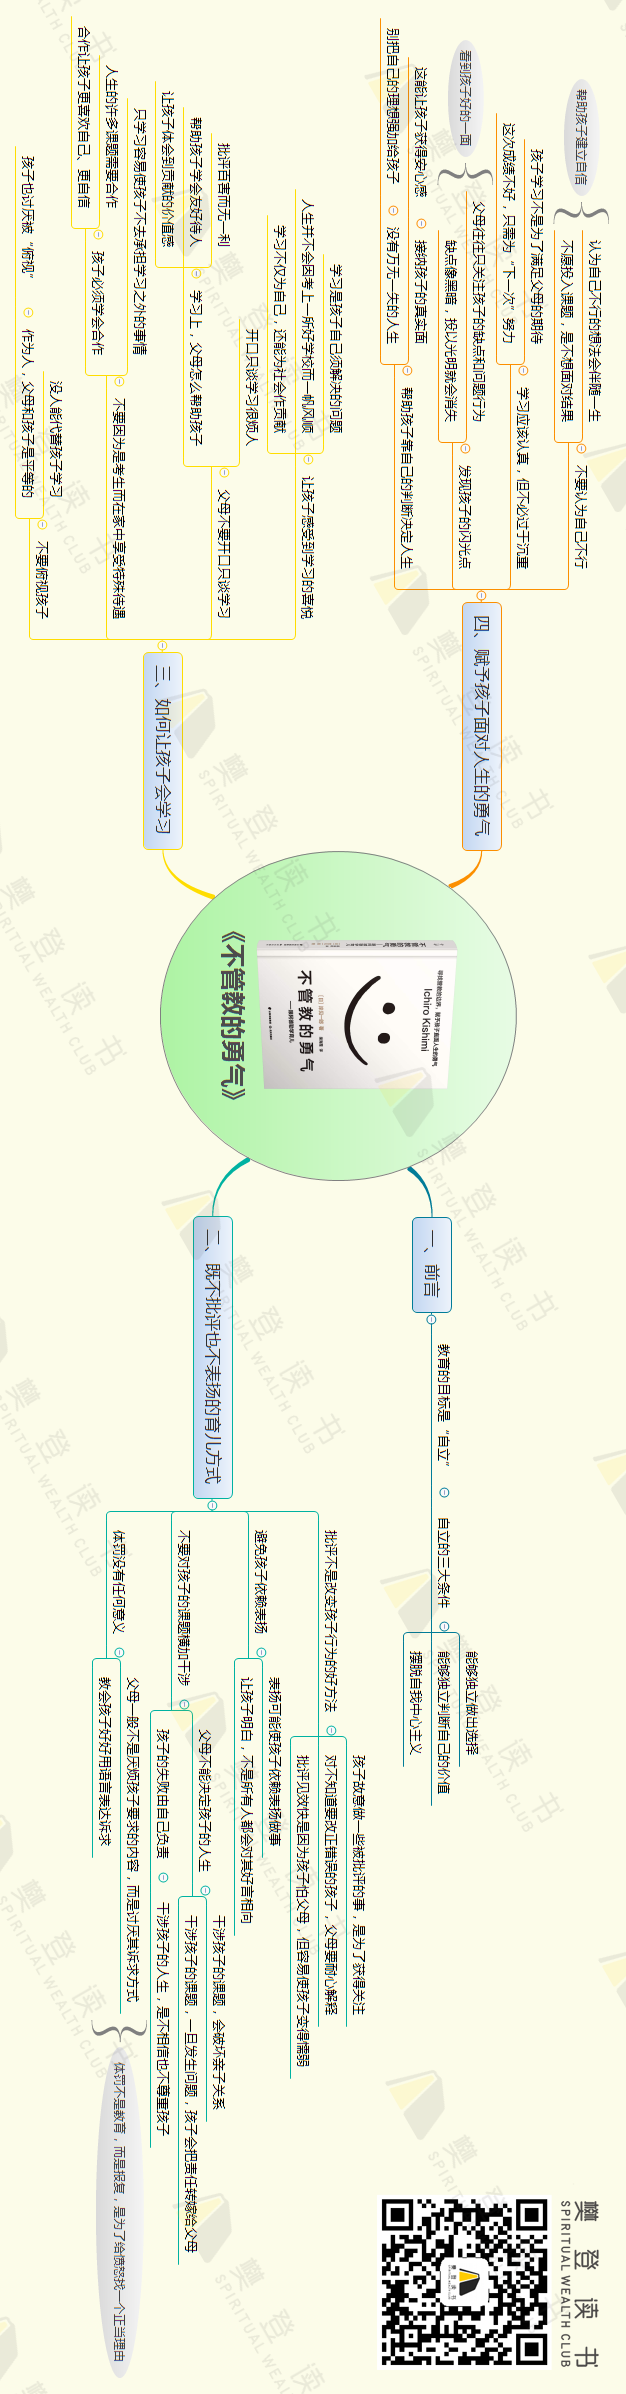 《不管教的勇气》
寻找管教的边界，赋予孩子直面人生的勇气
Ichiro Kishimi
不管教的勇气
一、前言
教育的目标是“自立”
自立的三大条件
能够独立做出选择
能够独立判断自己的价值
摆脱自我中心主义
二、既不批评也不表扬的育儿方式
批评不是改变孩子行为的好方法
孩子故意做一些被批评的事，是为了获得关注
对不知道要改正错误的孩子，父母要耐心解释
批评见效快是因为孩子怕父母，但容易使孩子变得懦弱
避免孩子依赖表扬
表扬可能使孩子依赖表扬做事
让孩子明白，不是所有人都会对其好言相向
不要对孩子的课题横加干涉
父母不能决定孩子的人生
干涉孩子的课题，会破坏亲子关系
干涉孩子的课题，一旦发生问题，孩子会把责任转嫁给父母
孩子的失败由自己负责
干涉孩子的人生，是不相信也不尊重孩子
体罚没有任何意义
父母一般不是厌烦孩子要求的内容，而是讨厌其诉求方式
教会孩子好好用语言表达诉求
体罚不是教育，而是报复，是为了给愤怒找一个正当理由
三、如何让孩子会学习
让孩子感受到学习的喜悦
学习是孩子自己须解决的问题
人生并不会因考上一所好学校而一帆风顺
学习不仅为自己，还能为社会作贡献
父母不要开口只谈学习
开口只谈学习很烦人
学习上，父母怎么帮助孩子
批评百害而无一利
帮助孩子学会友好待人
让孩子体会到贡献的价值感
不要因为是考生而在家中享受特殊待遇
只学习容易使孩子不去承担学习之外的事情
孩子必须学会合作
人生的许多课题需要合作
合作让孩子更喜欢自己、更自信
不要俯视孩子
没人能代替孩子学习
作为人，父母和孩子是平等的
孩子也讨厌被“俯视”
四、赋予孩子面对人生的勇气
不要认为自己不行
认为自己不行的想法会伴随一生
不愿投入课题，是不想面对结果
帮助孩子建立自信
学习应该认真，但不必过于沉重
孩子学习不是为了满足父母的期待
这次成绩不好，只需为“下一次”努力
发现孩子的闪光点
父母往往只关注孩子的缺点和问题行为
缺点像黑暗，投以光明就会消失
看到孩子好的一面
帮助孩子靠自己的判断决定人生
接纳孩子的真实面
这能让孩子获得安心感
没有万无一失的人生
别把自己的理想强加给孩子
樊登读书
SPIRITUAL WEALTH CLUB